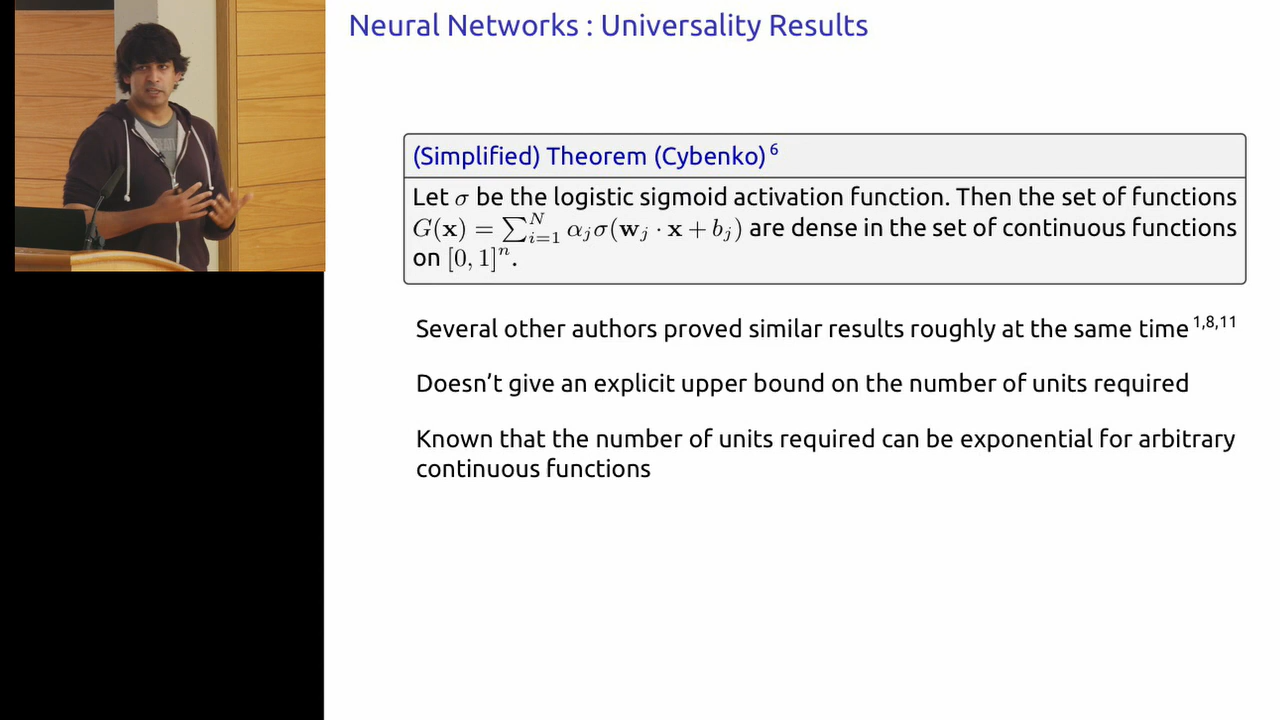 Neural Networks : Universality Results
(Simplified) Theorem (Cybenko) 6
Let σ be the logistic sigmoid activation function. Then the set of functions
G(x) = ∑_{i=1}^{N} α_j σ(w_j · x + b_j) are dense in the set of continuous functions
on [0, 1]^n.
Several other authors proved similar results roughly at the same time 1,8,11
Doesn’t give an explicit upper bound on the number of units required
Known that the number of units required can be exponential for arbitrary
continuous functions